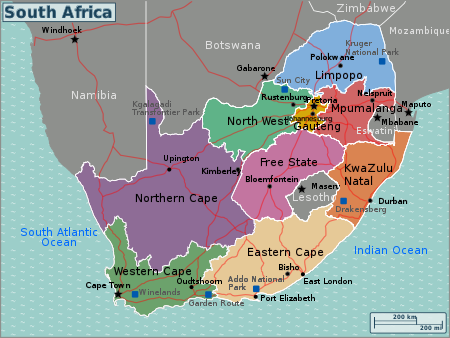 South Africa
Zimbabwe
Windhoek
Mozambique
Botswana
Kruger
National Park
Polokwane
Gabarone
Limpopo
Sun City
Namibia
Nelspruit
Rustenburg
Pretoria
Mpumalanga
Maputo
Kgalagadi
Transfrontier Park
Johannesburg
Mbabane
North West
Gauteng
Eswatini
Upington
Free State
Kimberley
KwaZulu
Natal
Bloemfontein
Maseru
Northern Cape
Lesotho
Durban
Drakensberg
South Atlantic
Ocean
Indian Ocean
Eastern Cape
Western Cape
Bisho
East London
Oudtshoorn
Addo National
Park
Cape Town
Winelands
Garden Route
Port Elizabeth
200 km
200 mi